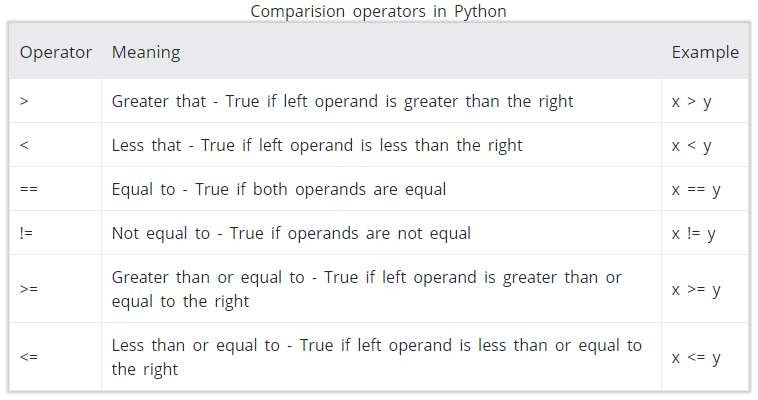 Comparision operators in Python
Operator Meaning Example
> Greater that - True if left operand is greater than the right x > y
< Less that - True if left operand is less than the right x < y
== Equal to - True if both operands are equal x == y
!= Not equal to - True if operands are not equal x != y
>= Greater than or equal to - True if left operand is greater than or
equal to the right x >= y
<= Less than or equal to - True if left operand is less than or equal to
the right x <= y